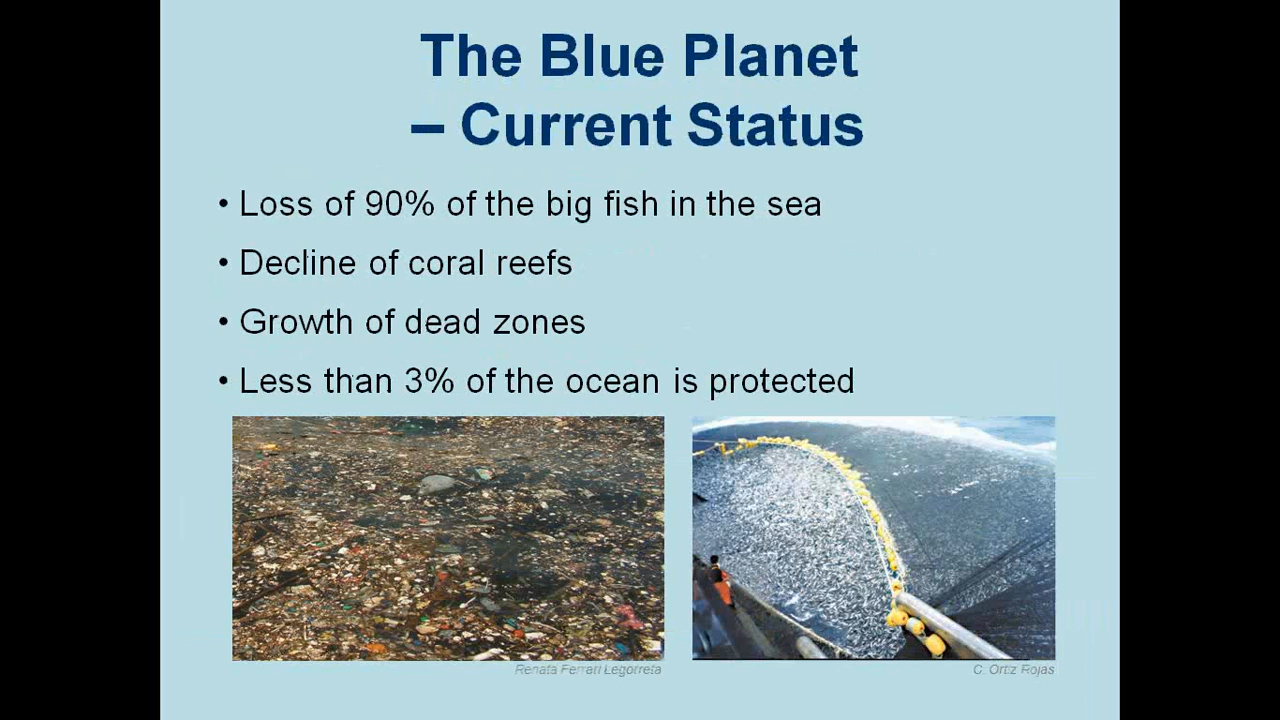 The Blue Planet
– Current Status
• Loss of 90% of the big fish in the sea
• Decline of coral reefs
• Growth of dead zones
• Less than 3% of the ocean is protected
Renata Ferrari Legorreta
C. Ortiz Rojas